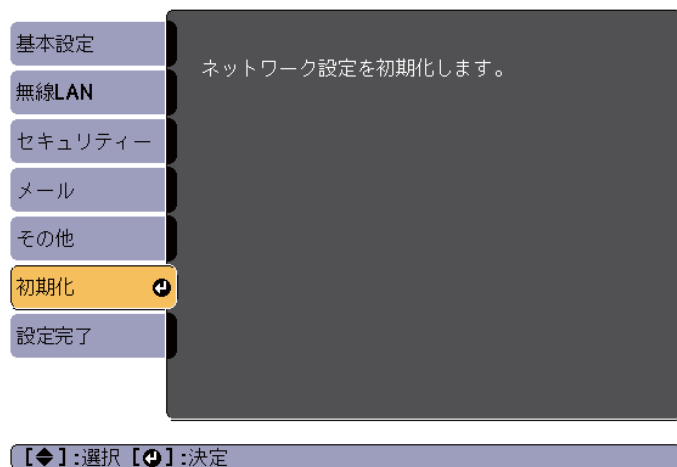 基本設定
無線LAN
セキュリティー
メール
その他
初期化
設定完了
ネットワーク設定を初期化します。
【◆】:選択【⏎】:決定